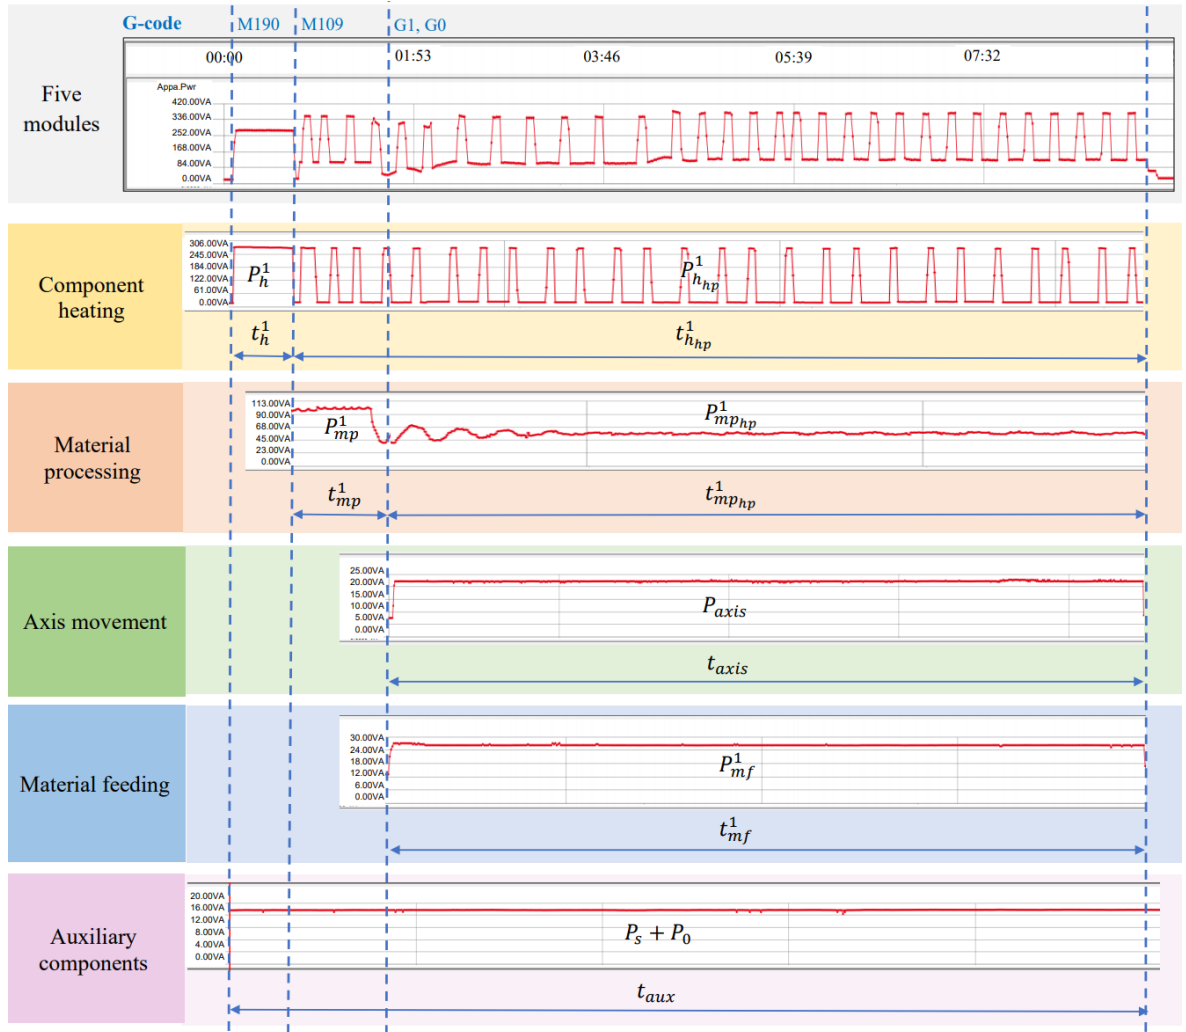 G-code M190 M109 G1, G0
Five
modules
00:00 01:53 03:46 05:39 07:32
Appa.Pwr
420.00VA
336.00VA
252.00VA
168.00VA
84.00VA
0.00VA
Component
heating
306.00VA
245.00VA
184.00VA
122.00VA
61.00VA
0.00VA
P_h^1 P_{h_{hp}}^1
t_h^1 t_{h_{hp}}^1
Material
processing
113.00VA
90.00VA
68.00VA
45.00VA
23.00VA
0.00VA
P_{mp}^1 P_{mp_{hp}}^1
t_{mp}^1 t_{mp_{hp}}^1
Axis movement
25.00VA
20.00VA
15.00VA
10.00VA
5.00VA
0.00VA
P_{axis}
t_{axis}
Material feeding
30.00VA
24.00VA
18.00VA
12.00VA
6.00VA
0.00VA
P_{mf}^1
t_{mf}^1
Auxiliary
components
20.00VA
16.00VA
12.00VA
8.00VA
4.00VA
0.00VA
P_s + P_0
t_{aux}